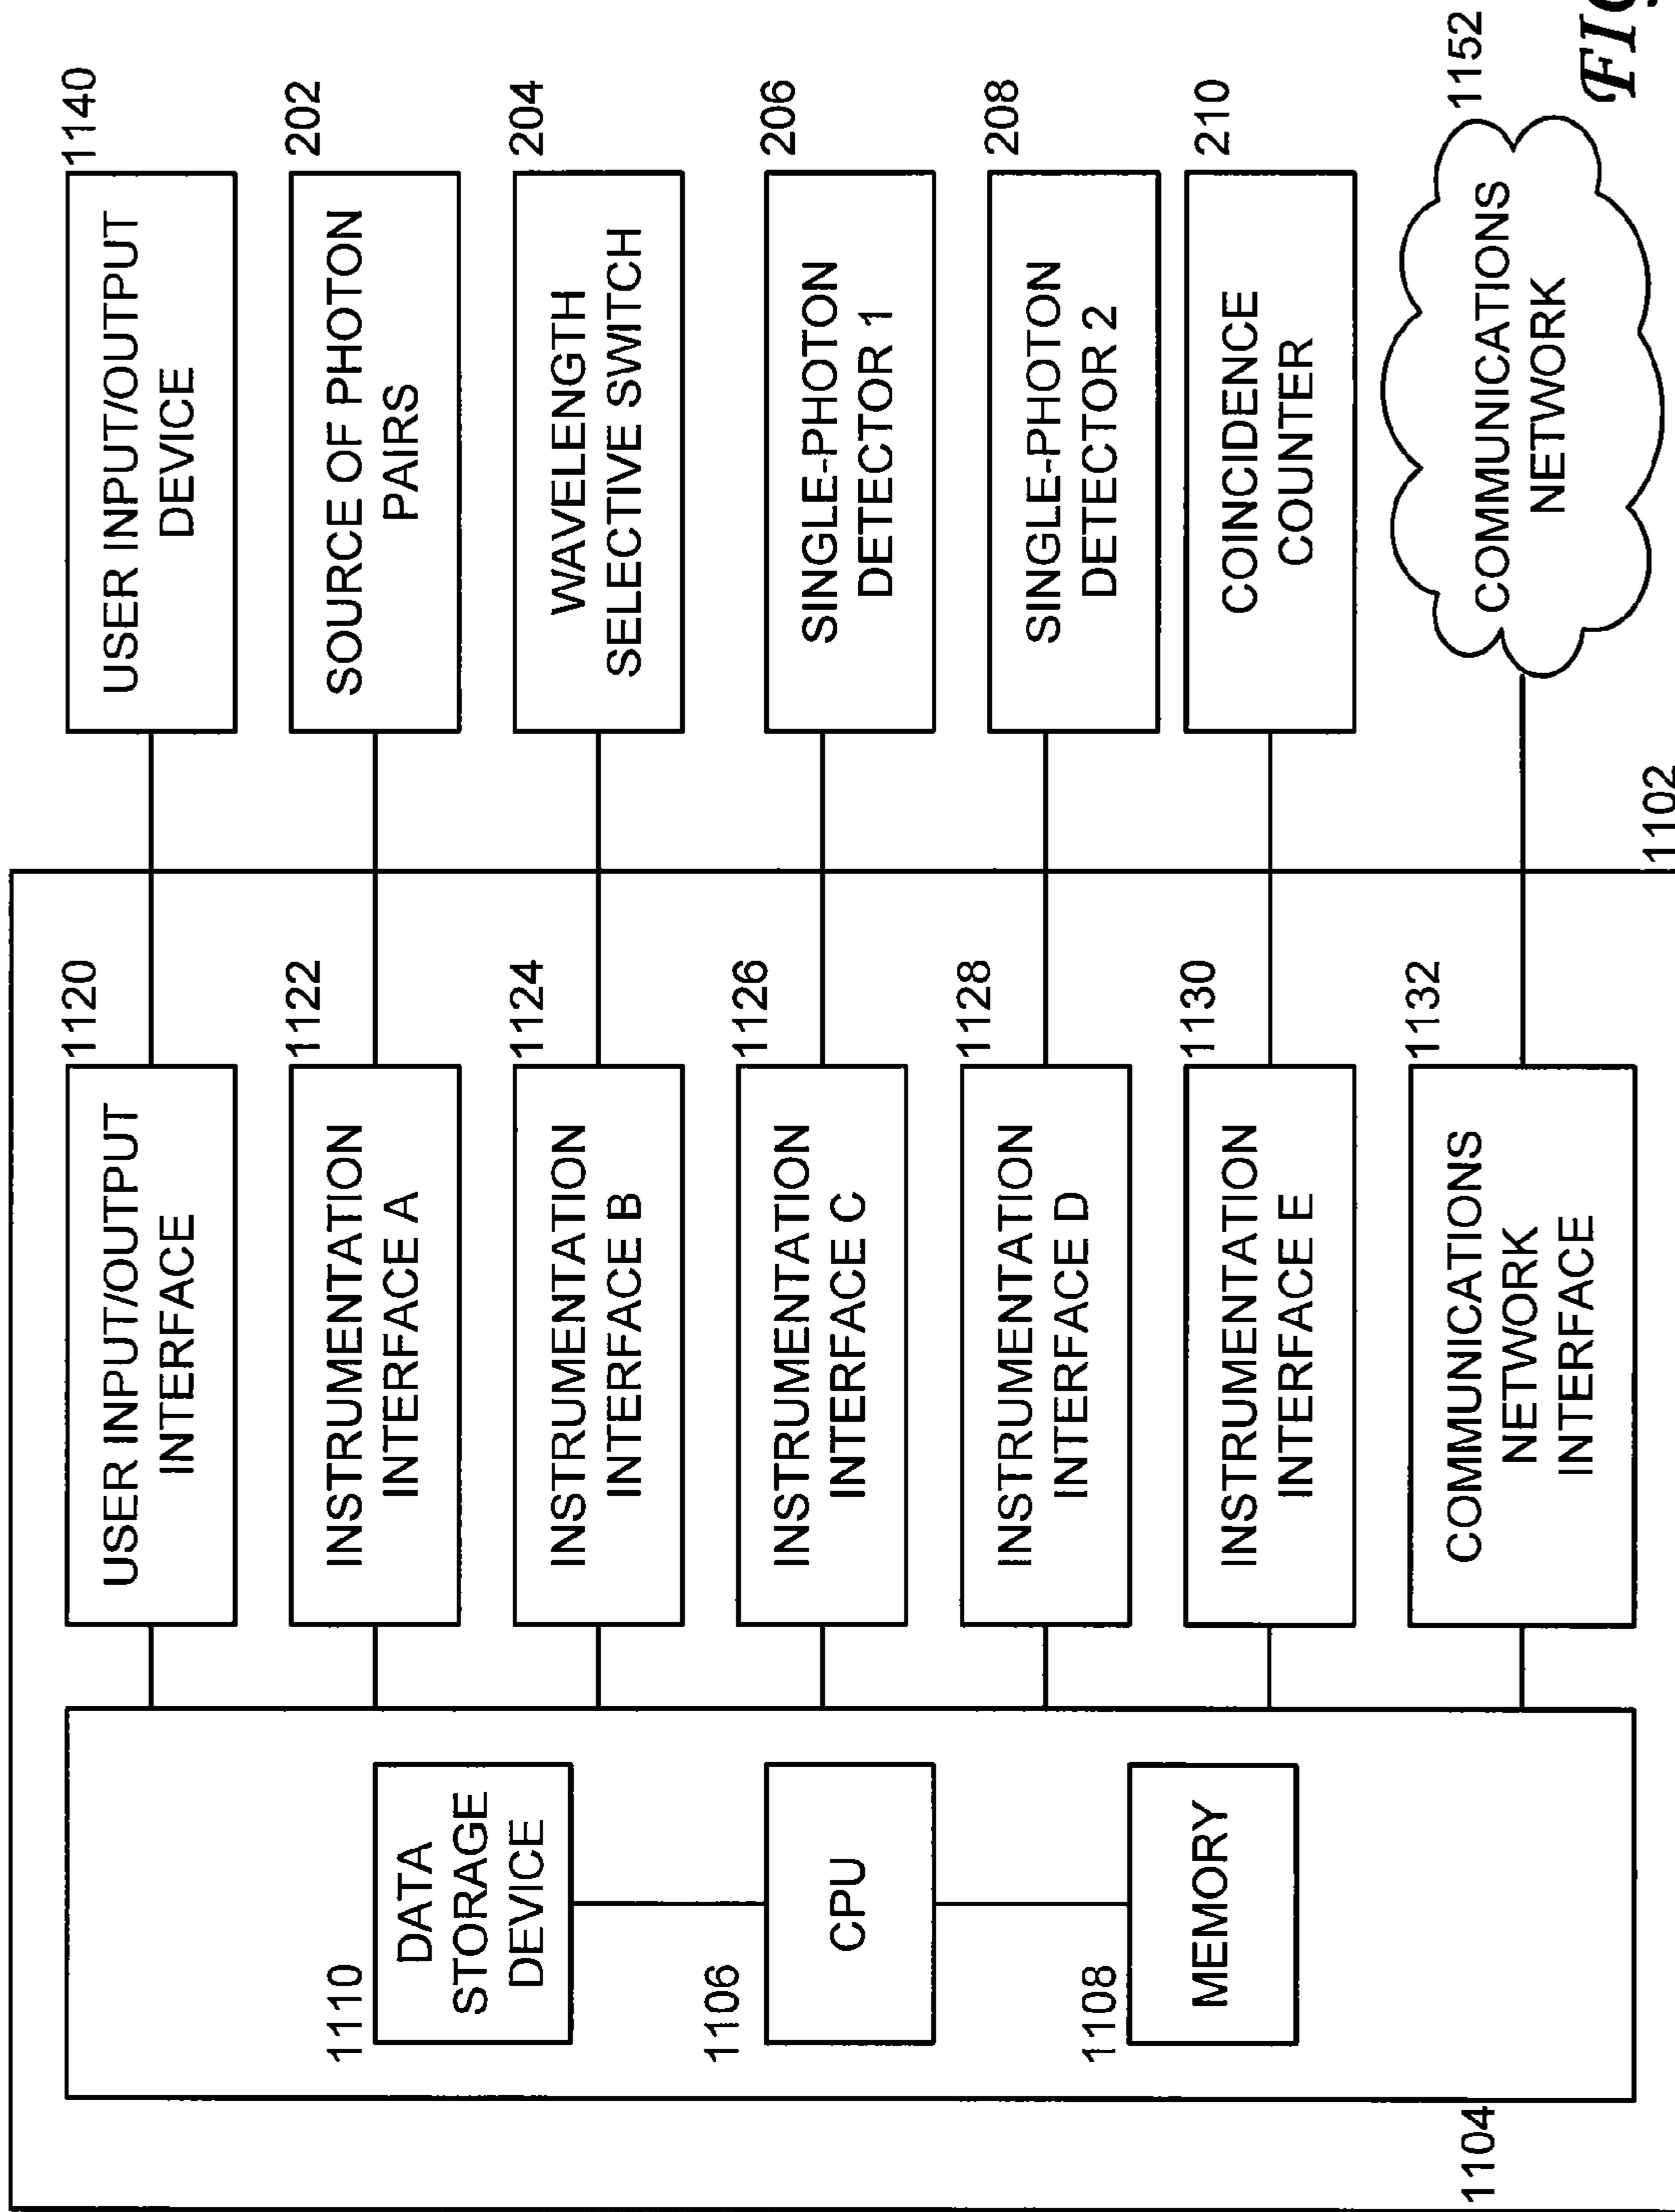 1120
USER INPUT/OUTPUT
INTERFACE
1140
USER INPUT/OUTPUT
DEVICE
1110
DATA
STORAGE
DEVICE
1122
INSTRUMENTATION
INTERFACE A
202
SOURCE OF PHOTON
PAIRS
1124
INSTRUMENTATION
INTERFACE B
204
WAVELENGTH
SELECTIVE SWITCH
1106
CPU
1126
INSTRUMENTATION
INTERFACE C
206
SINGLE-PHOTON
DETECTOR 1
1128
INSTRUMENTATION
INTERFACE D
208
SINGLE-PHOTON
DETECTOR 2
1108
MEMORY
1130
INSTRUMENTATION
INTERFACE E
210
COINCIDENCE
COUNTER
1132
COMMUNICATIONS
NETWORK
INTERFACE
1152
COMMUNICATIONS
NETWORK
1104
1102
FIG